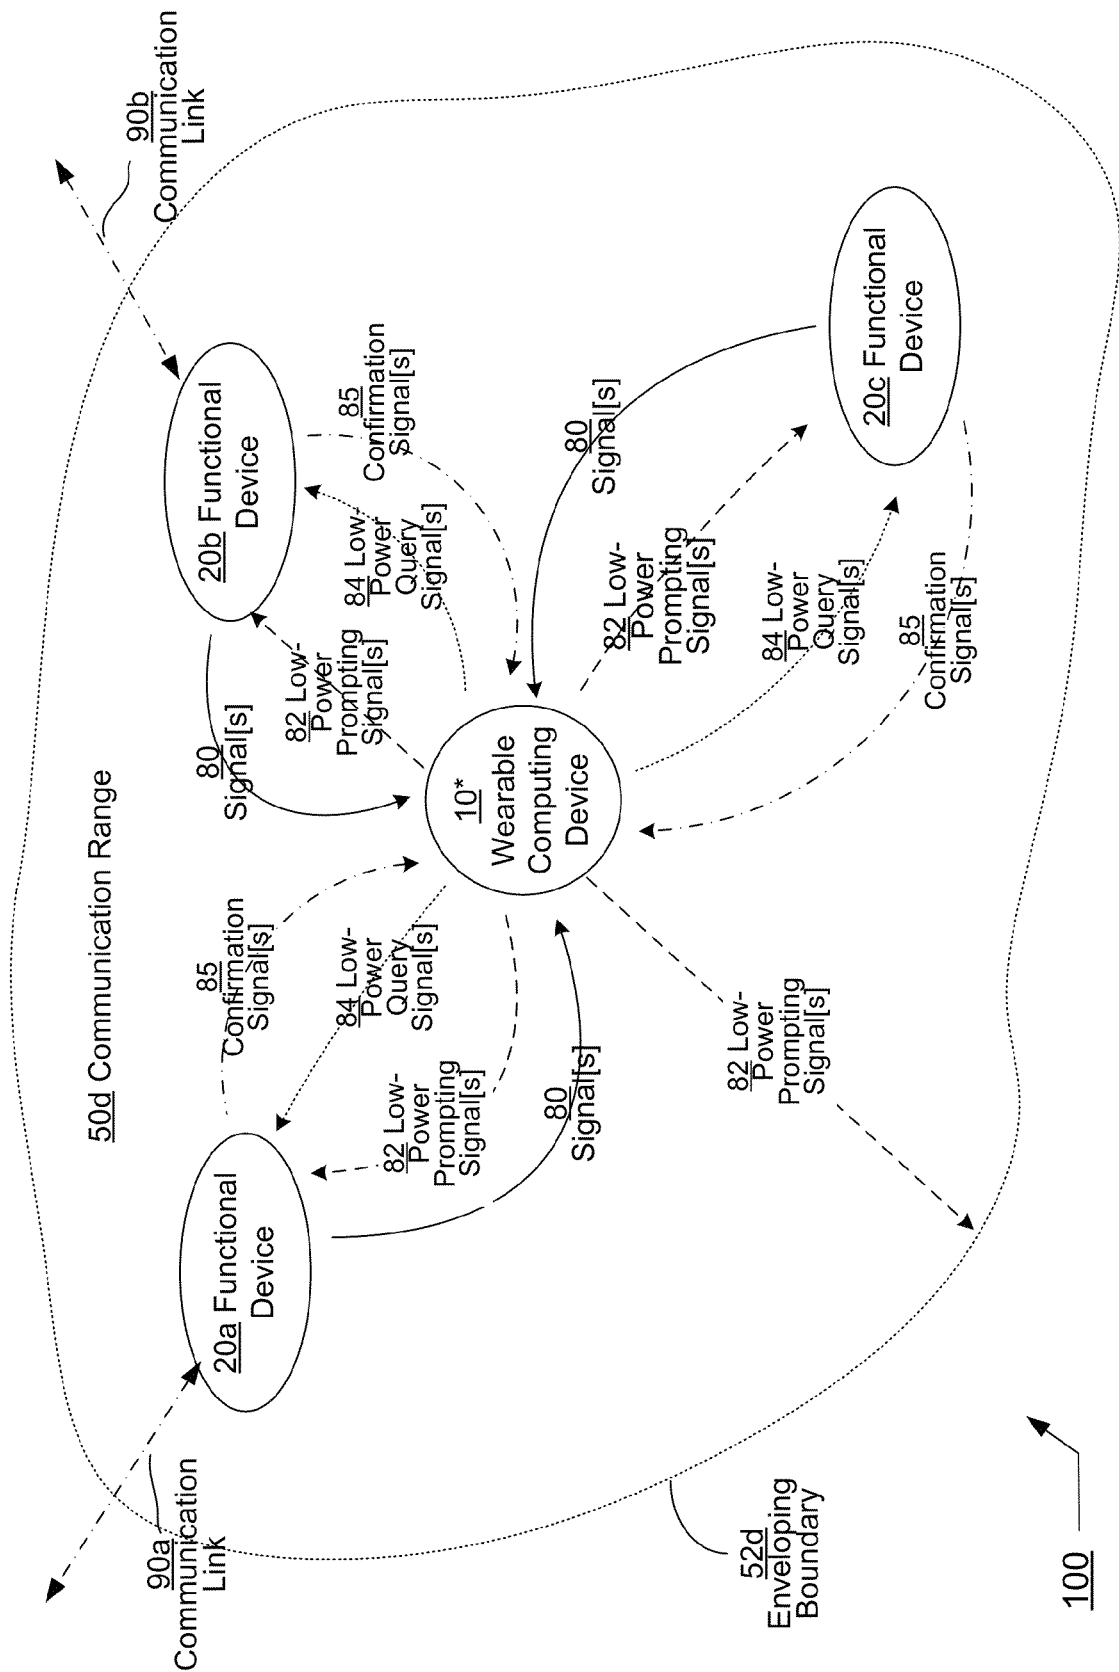 90a
Communication
Link
50d Communication Range
90b
Communication
Link
20a Functional
Device
85
Confirmation
Signal[s]
80
Signal[s]
20b Functional
Device
84 Low-
Power
Query
Signal[s]
82 Low-
Power
Prompting
Signal[s]
85
Confirmation
Signal[s]
82 Low-
Power
Prompting
Signal[s]
84 Low-
Power
Query
Signal[s]
10*
Wearable
Computing
Device
80
Signal[s]
80
Signal[s]
82 Low-
Power
Prompting
Signal[s]
82 Low-
Power
Prompting
Signal[s]
84 Low-
Power
Query
Signal[s]
20c Functional
Device
85
Confirmation
Signal[s]
52d
Enveloping
Boundary
100